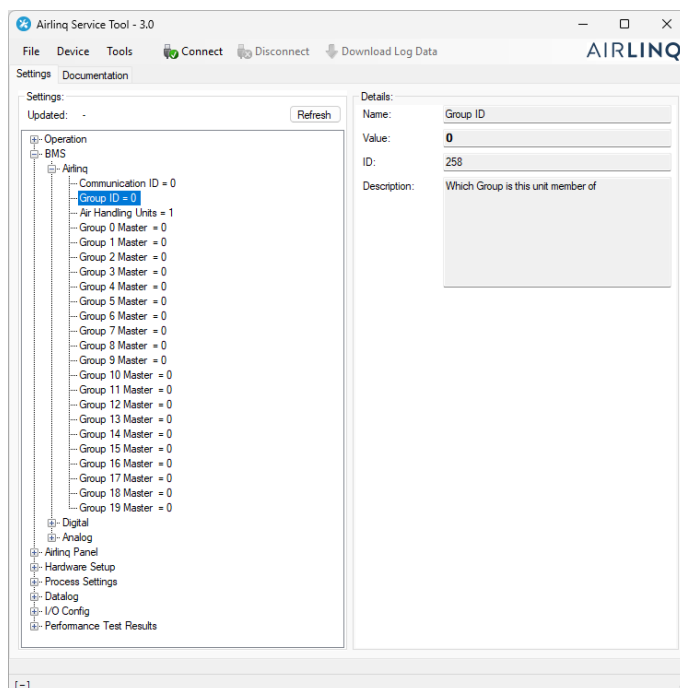 Airlinq Service Tool - 3.0
File Device Tools Connect Disconnect Download Log Data AIRLINQ
Settings Documentation
Settings:
Updated: - Refresh
Operation
BMS
Airlinq
Communication ID = 0
Group ID = 0
Air Handling Units = 1
Group 0 Master = 0
Group 1 Master = 0
Group 2 Master = 0
Group 3 Master = 0
Group 4 Master = 0
Group 5 Master = 0
Group 6 Master = 0
Group 7 Master = 0
Group 8 Master = 0
Group 9 Master = 0
Group 10 Master = 0
Group 11 Master = 0
Group 12 Master = 0
Group 13 Master = 0
Group 14 Master = 0
Group 15 Master = 0
Group 16 Master = 0
Group 17 Master = 0
Group 18 Master = 0
Group 19 Master = 0
Digital
Analog
Airlinq Panel
Hardware Setup
Process Settings
Datalog
I/O Config
Performance Test Results
Details:
Name: Group ID
Value: 0
ID: 258
Description: Which Group is this unit member of
[-]